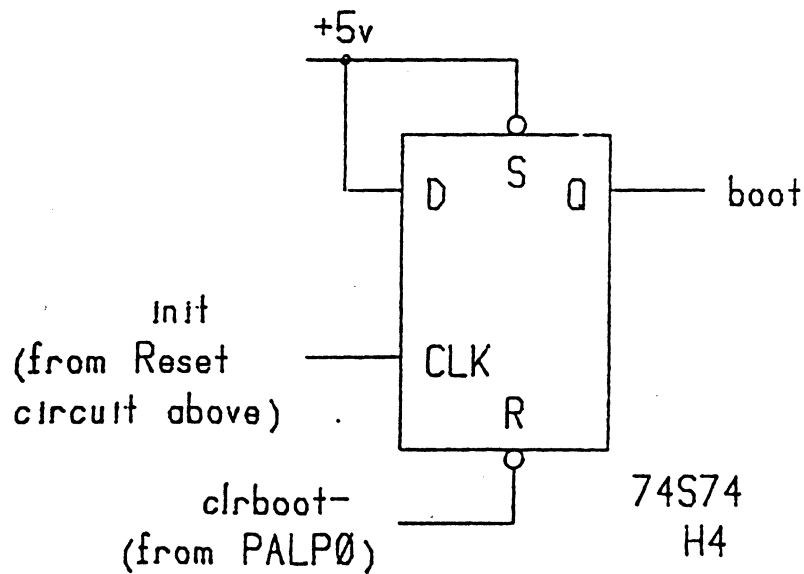 +5v
S
D
Q
boot
init
(from Reset
circuit above)
CLK
R
clrboot-
(from PALPØ)
74S74
H4